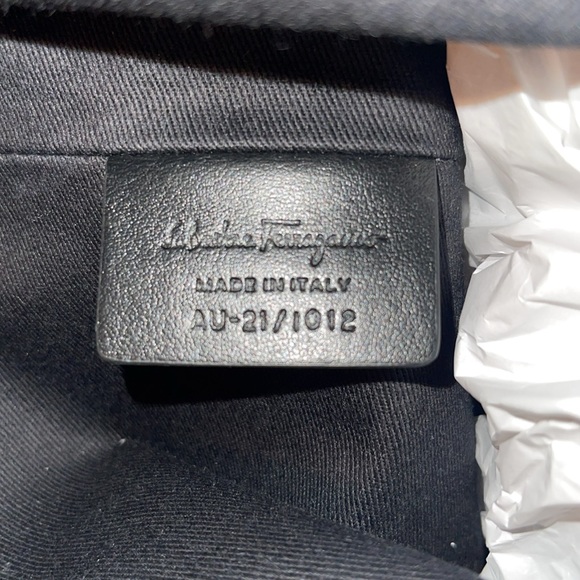 Salvatore Ferragamo
MADE IN ITALY
AU-21/1012